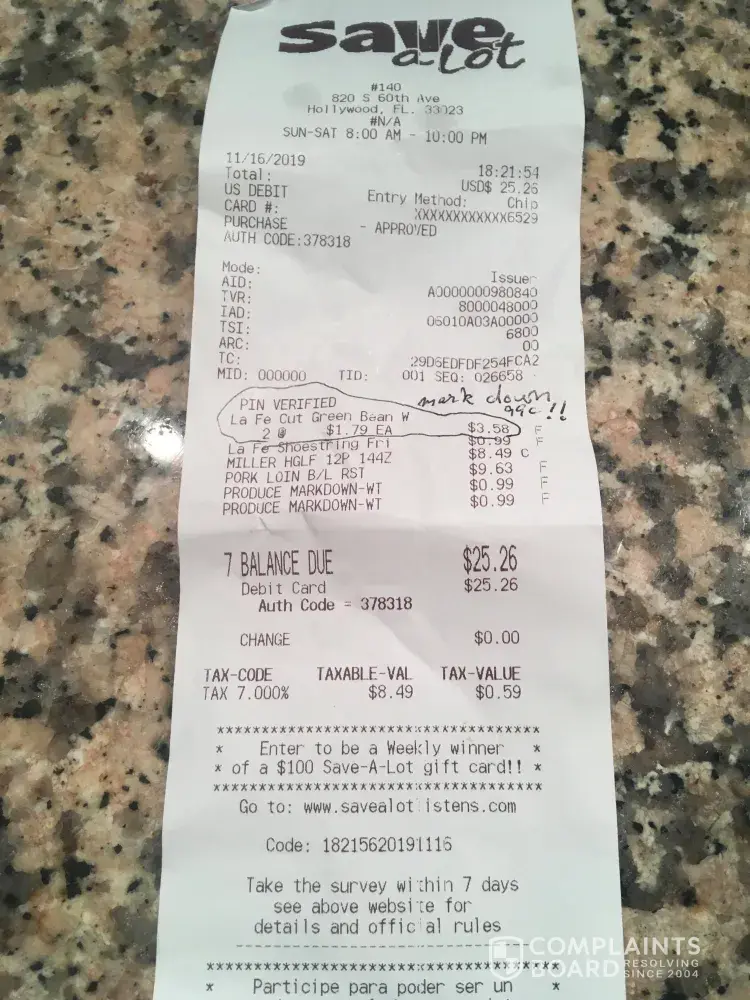 save
a-Lot
#140
820 S 60th Ave
Hollywood, FL. 33023
#N/A
SUN-SAT 8:00 AM - 10:00 PM
11/16/2019 18:21:54
Total: USD$ 25.26
US DEBIT Entry Method: Chip
CARD #: XXXXXXXXXXXX6529
PURCHASE - APPROVED
AUTH CODE:378318
Mode: Issuer
AID: A0000000980840
TVR: 8000048000
IAD: 06010A03A00000
TSI: 6800
ARC: 00
TC: 29D6EDFDF254FCA2
MID: 000000 TID: 001 SEQ: 026658
mark down
99¢!!
PIN VERIFIED
La Fe Cut Green Bean W
2 @ $1.79 EA $3.58 F
La Fe Shoestring Fri $0.99 F
MILLER HGLF 12P 144Z $8.49 C
PORK LOIN B/L RST $9.63 F
PRODUCE MARKDOWN-WT $0.99 F
PRODUCE MARKDOWN-WT $0.99 F
7 BALANCE DUE $25.26
Debit Card $25.26
Auth Code = 378318
CHANGE $0.00
TAX-CODE TAXABLE-VAL TAX-VALUE
TAX 7.000% $8.49 $0.59
************************************
* Enter to be a Weekly winner *
* of a $100 Save-A-Lot gift card!! *
************************************
Go to: www.savealotlistens.com
Code: 18215620191116
Take the survey within 7 days
see above website for
details and official rules
------------------------------------
************************************
* Participe para poder ser un *
COMPLAINTS
BOARD RESOLVING
SINCE 2004